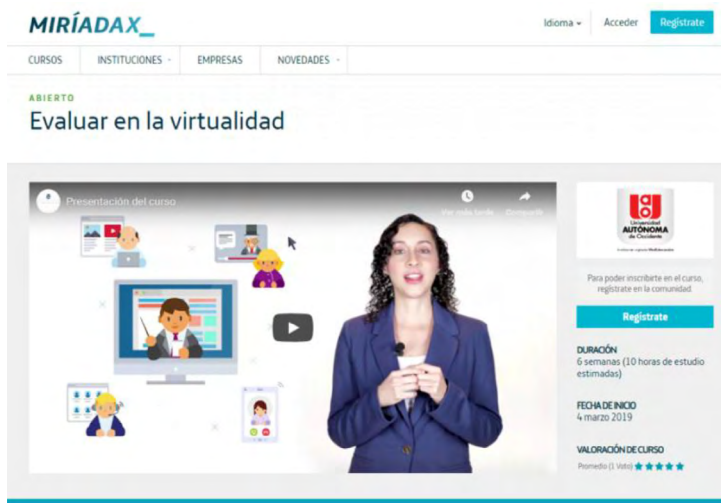 MIRÍADAX_
Idioma
Acceder
Regístrate
CURSOS
INSTITUCIONES
EMPRESAS
NOVEDADES
ABIERTO
Evaluar en la virtualidad
Presentación del curso
Ver más tarde
Compartir
Universidad
AUTÓNOMA
de Occidente
Para poder inscribirte en el curso,
regístrate en la comunidad
Regístrate
DURACIÓN
6 semanas (10 horas de estudio
estimadas)
FECHA DE INICIO
4 marzo 2019
VALORACIÓN DE CURSO
Promedio (1 Voto)